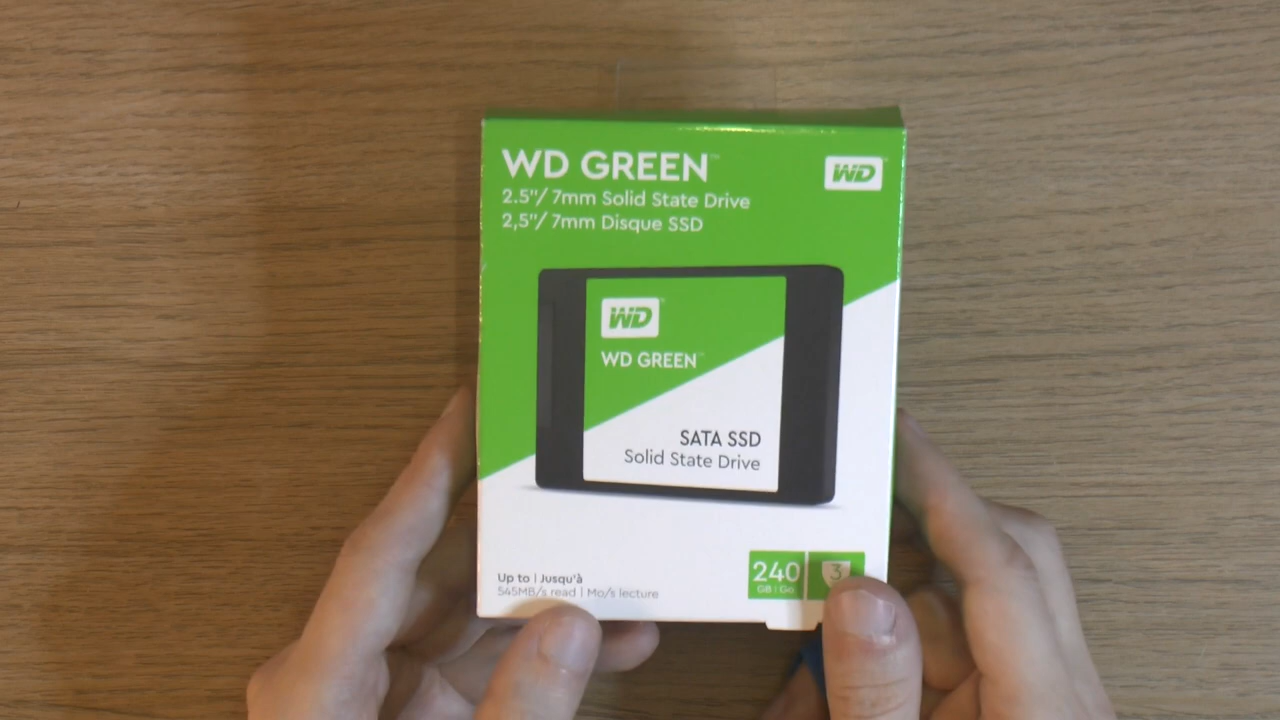 WD GREEN™
WD
2.5"/ 7mm Solid State Drive
2,5"/ 7mm Disque SSD
WD™
WD GREEN™
SATA SSD
Solid State Drive
240
GB | Go
3
Up to | Jusqu'à
545MB/s read | Mo/s lecture